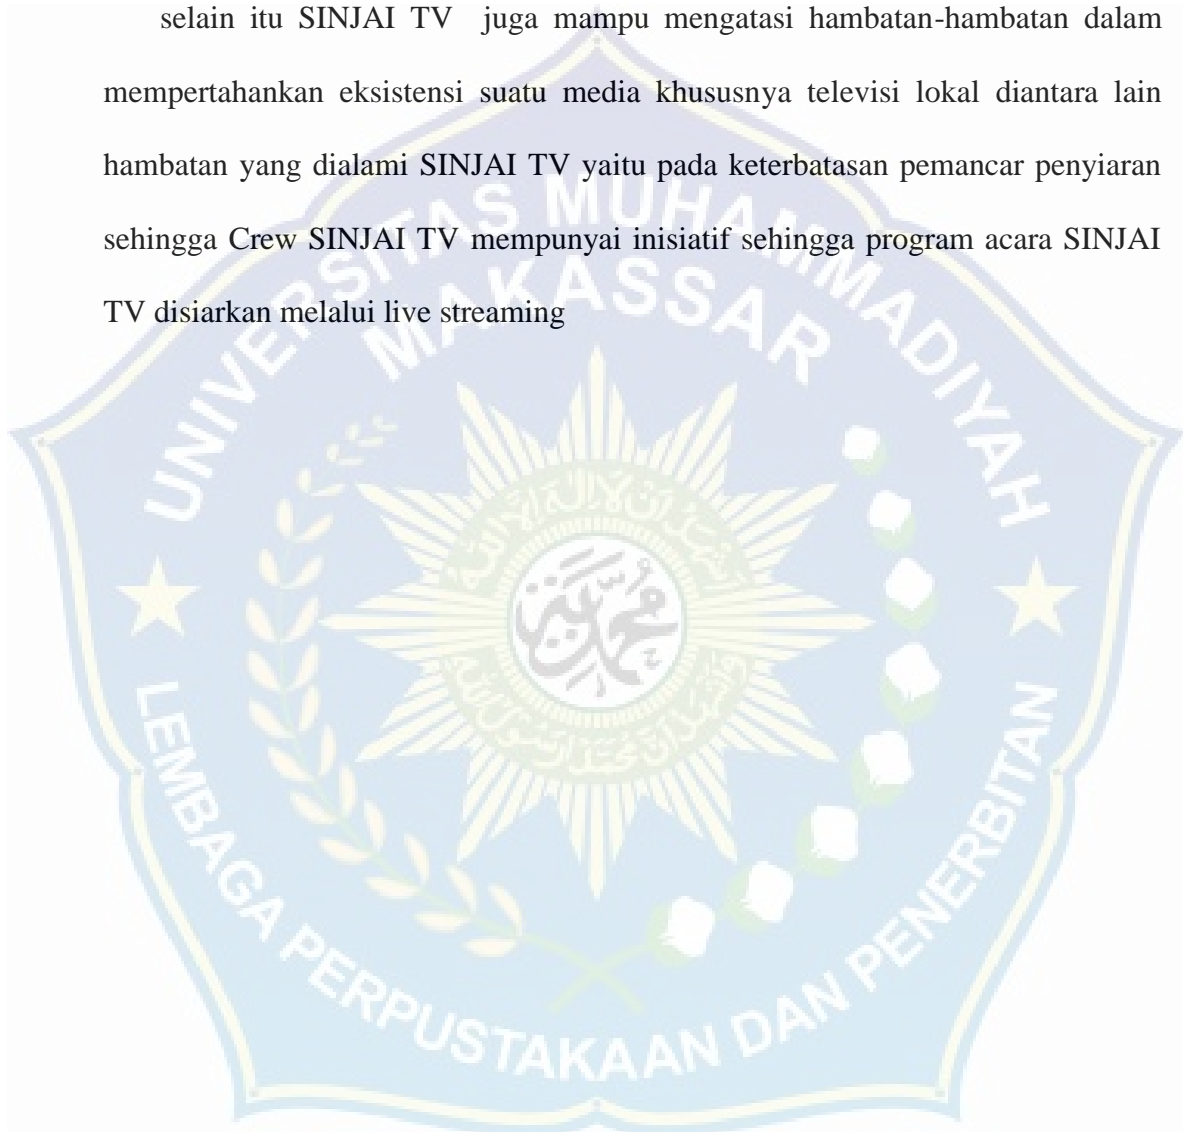 selain itu SINJAI TV juga mampu mengatasi hambatan-hambatan dalam
mempertahankan eksistensi suatu media khususnya televisi lokal diantara lain
hambatan yang dialami SINJAI TV yaitu pada keterbatasan pemancar penyiaran
sehingga Crew SINJAI TV mempunyai inisiatif sehingga program acara SINJAI
TV disiarkan melalui live streaming
UNIVERSITAS MUHAMMADIYAH
MAKASSAR
LEMBAGA PERPUSTAKAAN DAN PENERBITAN